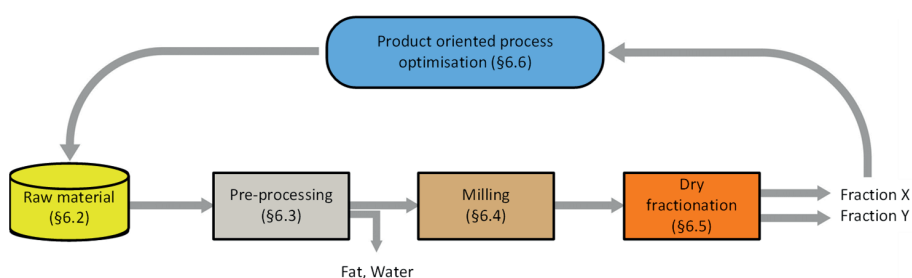 Product oriented process
optimisation (§6.6)
Raw material
(§6.2)
Pre-processing
(§6.3)
Milling
(§6.4)
Dry
fractionation
(§6.5)
Fraction X
Fraction Y
Fat, Water